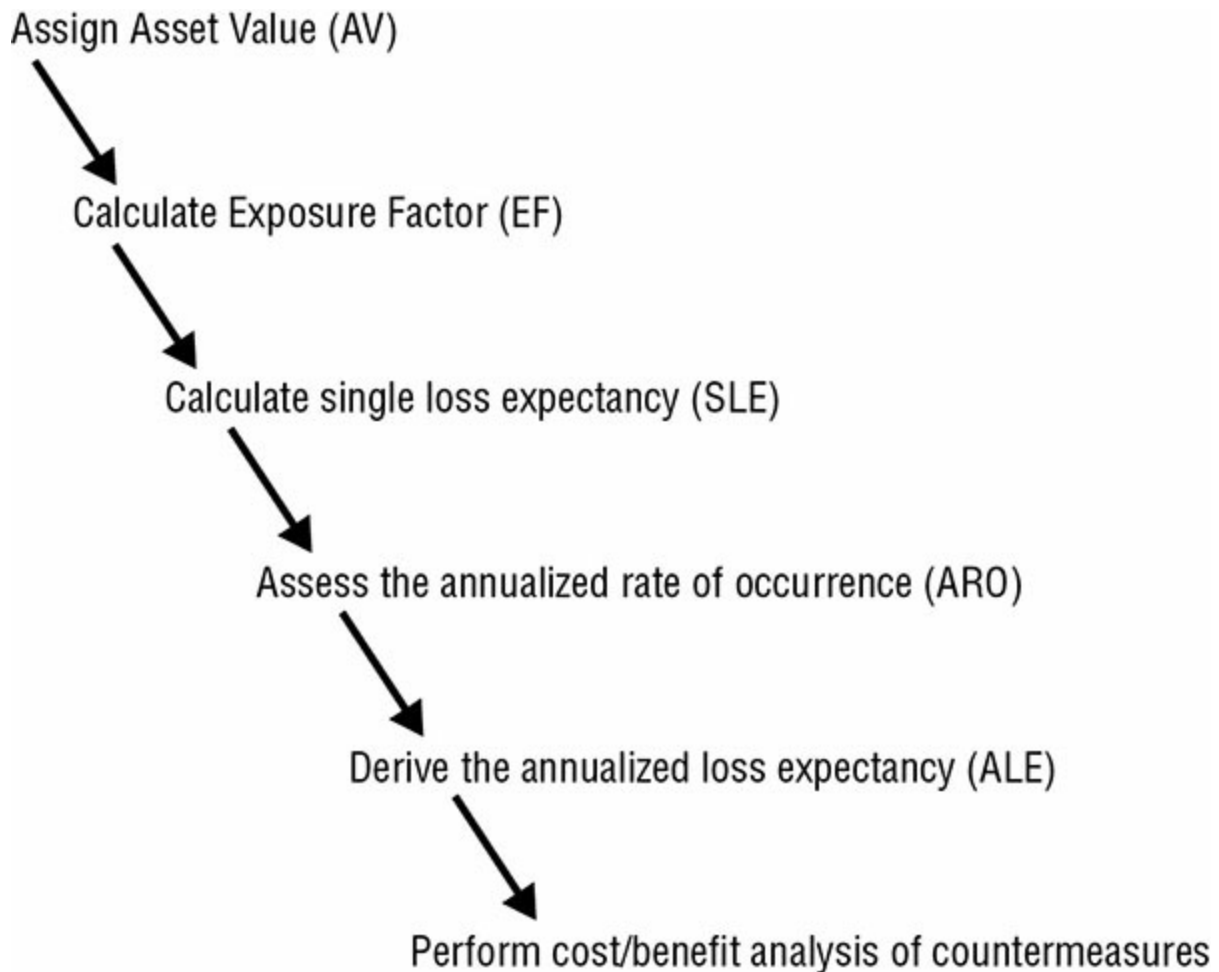 Assign Asset Value (AV)
Calculate Exposure Factor (EF)
Calculate single loss expectancy (SLE)
Assess the annualized rate of occurrence (ARO)
Derive the annualized loss expectancy (ALE)
Perform cost/benefit analysis of countermeasures